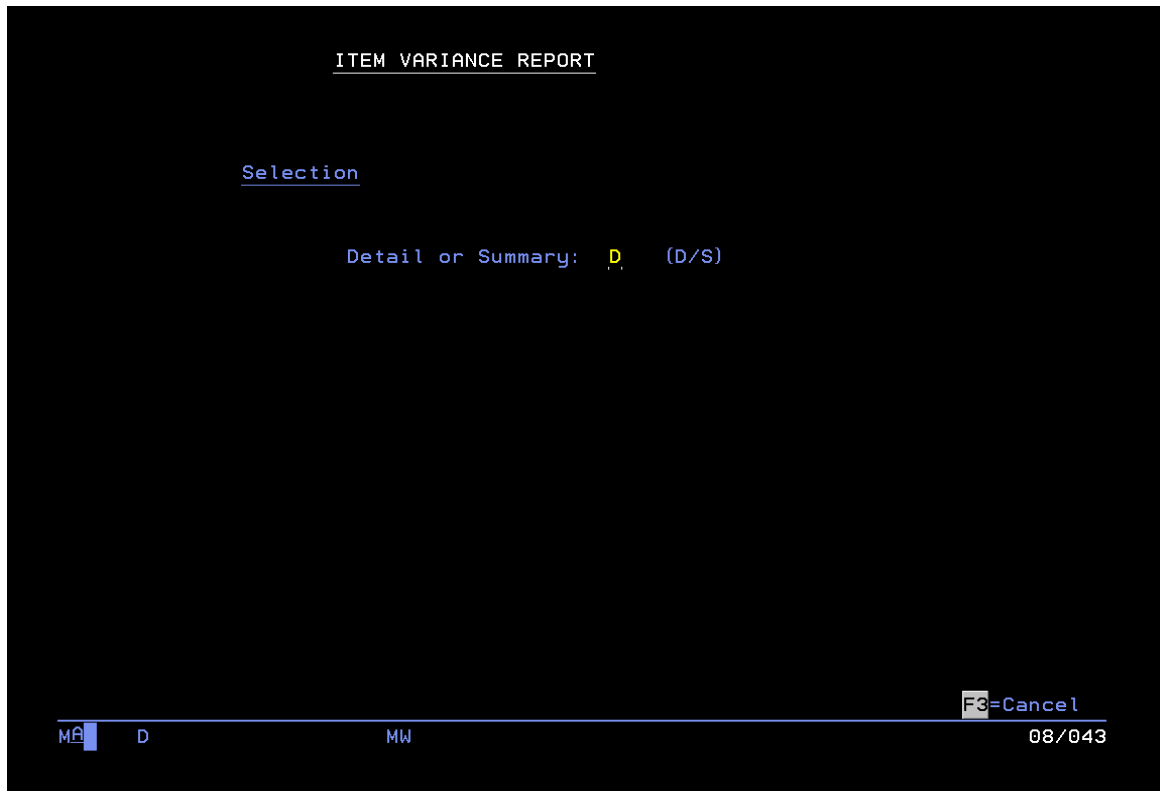 ITEM VARIANCE REPORT
Selection
Detail or Summary: D (D/S)
F3=Cancel
MA D MW 08/043